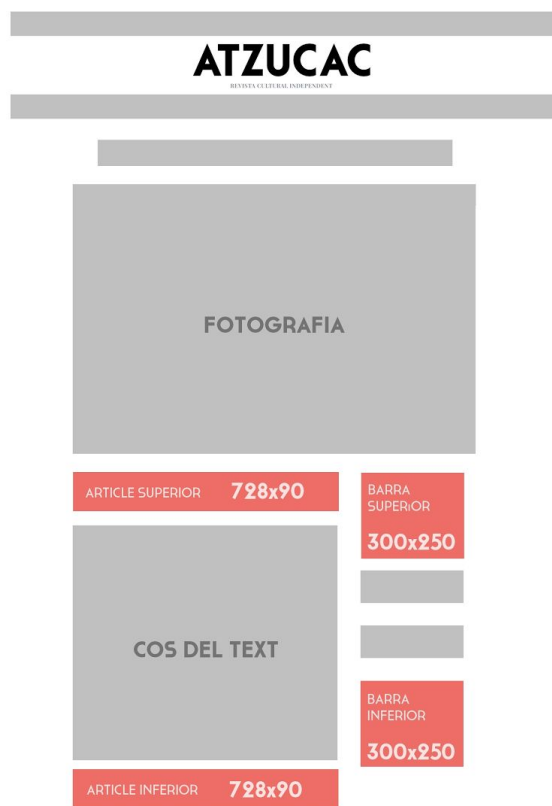 ATZUCAC
REVISTA CULTURAL INDEPENDENT
FOTOGRAFIA
ARTICLE SUPERIOR 728x90
BARRA
SUPERiOR
300x250
COS DEL TEXT
BARRA
INFERIOR
300x250
ARTICLE INFERIOR 728x90